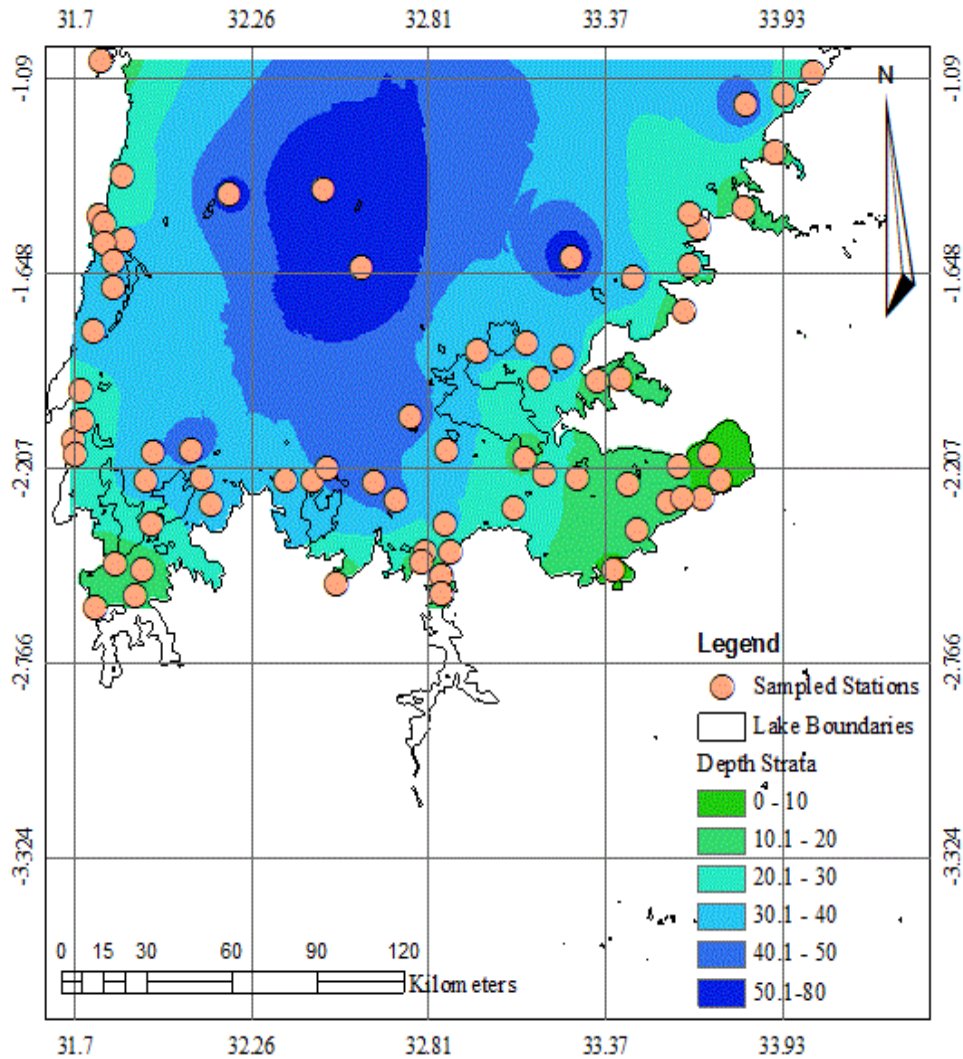 31.7 32.26 32.81 33.37 33.93
-1.09 -1.09
N
-1.648 -1.648
-2.207 -2.207
-2.766 -2.766
-3.324 -3.324
Legend
Sampled Stations
Lake Boundaries
Depth Strata
0 - 10
10.1 - 20
20.1 - 30
30.1 - 40
40.1 - 50
50.1-80
0 15 30 60 90 120
Kilometers
31.7 32.26 32.81 33.37 33.93